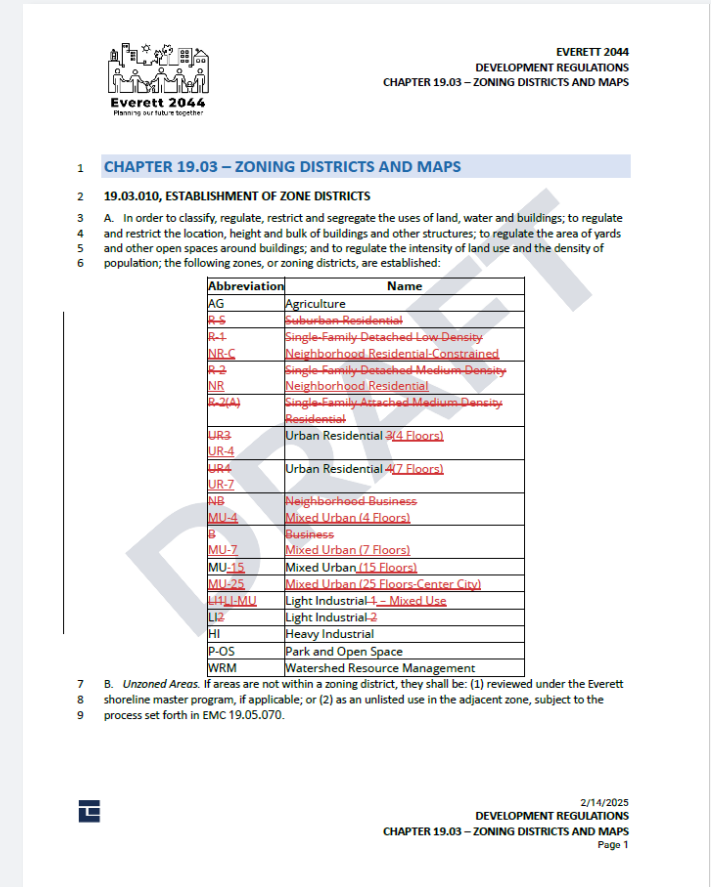 Everett 2044
Planning our future together
EVERETT 2044
DEVELOPMENT REGULATIONS
CHAPTER 19.03 – ZONING DISTRICTS AND MAPS
1 CHAPTER 19.03 – ZONING DISTRICTS AND MAPS
2 19.03.010, ESTABLISHMENT OF ZONE DISTRICTS
3 A. In order to classify, regulate, restrict and segregate the uses of land, water and buildings; to regulate
4 and restrict the location, height and bulk of buildings and other structures; to regulate the area of yards
5 and other open spaces around buildings; and to regulate the intensity of land use and the density of
6 population; the following zones, or zoning districts, are established:
Abbreviation Name
AG Agriculture
R-S Suburban Residential
R-1 Single-Family Detached Low Density
NR-C Neighborhood Residential-Constrained
R-2 Single-Family Detached Medium Density
NR Neighborhood Residential
R-2(A) Single-Family Attached Medium Density
Residential
UR3 Urban Residential 3(4 Floors)
UR-4
UR4 Urban Residential 4(7 Floors)
UR-7
NB Neighborhood Business
MU-4 Mixed Urban (4 Floors)
B Business
MU-7 Mixed Urban (7 Floors)
MU-15 Mixed Urban (15 Floors)
MU-25 Mixed Urban (25 Floors-Center City)
LI1LI-MU Light Industrial 1 – Mixed Use
LI2 Light Industrial 2
HI Heavy Industrial
P-OS Park and Open Space
WRM Watershed Resource Management
7 B. Unzoned Areas. If areas are not within a zoning district, they shall be: (1) reviewed under the Everett
8 shoreline master program, if applicable; or (2) as an unlisted use in the adjacent zone, subject to the
9 process set forth in EMC 19.05.070.
DRAFT
2/14/2025
DEVELOPMENT REGULATIONS
CHAPTER 19.03 – ZONING DISTRICTS AND MAPS
Page 1